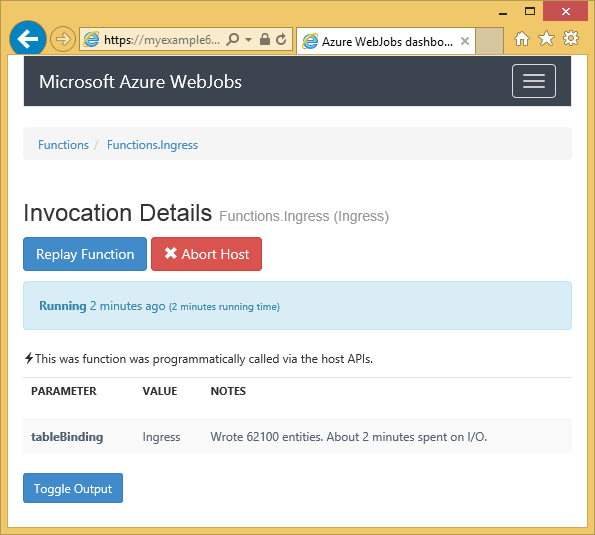 https://myexample6...
Azure WebJobs dashbo...
Microsoft Azure WebJobs
Functions / Functions.Ingress
Invocation Details Functions.Ingress (Ingress)
Replay Function ✖ Abort Host
Running 2 minutes ago (2 minutes running time)
This was function was programmatically called via the host APIs.
PARAMETER VALUE NOTES
tableBinding Ingress Wrote 62100 entities. About 2 minutes spent on I/O.
Toggle Output